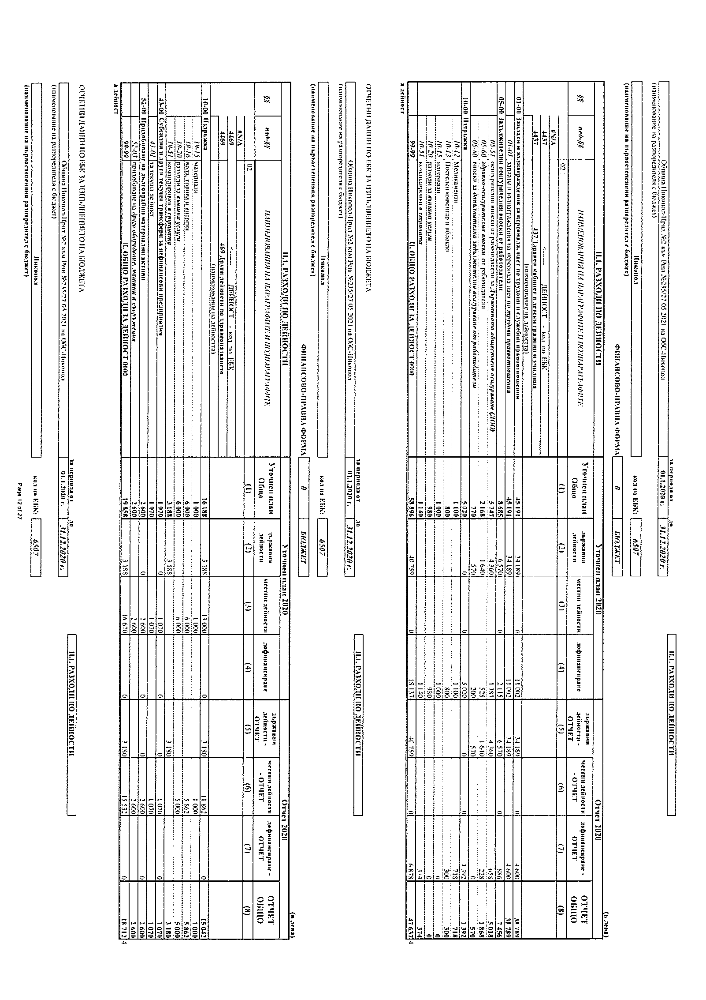 II.1. РАЗХОДИ ПО ДЕЙНОСТИ
за периода от до
Община Никопол-Прил №2 към Реш №235/27 05 2021 на ОбС-Никопол 01.1.2020 г. 31.12.2020 г.
(наименование на разпоредителя с бюджет)
Никопол код по ЕБК: 6507
(наименование на първостепенния разпоредител с бюджет)
ФИНАНСОВО-ПРАВНА ФОРМА 0 БЮДЖЕТ
(в лева)
II.1. РАЗХОДИ ПО ДЕЙНОСТИ Уточнен план 2020 Отчет 2020
§§ под-§§ НАИМЕНОВАНИЯ НА ПАРАГРАФИТЕ И ПОДПАРАГРАФИТЕ Уточнен план Общо държавни дейности местни дейности дофинансиране държавни дейности - ОТЧЕТ местни дейности - ОТЧЕТ дофинансиране - ОТЧЕТ ОТЧЕТ ОБЩО
02 (1) (2) (3) (4) (5) (6) (7) (8)
#N/A
4437 <----- ДЕЙНОСТ - код по ЕБК
4437 437 Здравен кабинет в детски градини и училища
(наименование на дейността)
01-00 Заплати и възнаграждения за персонала, нает по трудови и служебни правоотношения 45 191 34 189 0 11 002 34 189 0 4 600 38 789
01-01 заплати и възнаграждения на персонала нает по трудови правоотношения 45 191 34 189 11 002 34 189 4 600 38 789
05-00 Задължителни осигурителни вноски от работодатели 8 685 6 570 0 2 115 6 570 0 886 7 456
05-51 осигурителни вноски от работодатели за Държавното обществено осигуряване (ДОО) 5 747 4 360 1 387 4 360 658 5 018
05-60 здравно-осигурителни вноски от работодатели 2 168 1 640 528 1 640 228 1 868
05-80 вноски за допълнително задължително осигуряване от работодатели 770 570 200 570 0 570
10-00 Издръжка 5 020 0 0 5 020 0 0 1 392 1 392
10-12 Медикаменти 1 100 1 100 718 718
10-13 Постелен инвентар и облекло 800 800 300 300
10-15 материали 1 000 1 000 0 0
10-20 разходи за външни услуги 980 980 0 0
10-51 командировки в страната 1 140 1 140 374 374
99-99 II. ОБЩО РАЗХОДИ ЗА ДЕЙНОСТ 0000 58 896 40 759 0 18 137 40 759 0 6 878 47 637 4
а дейност
ОТЧЕТНИ ДАННИ ПО ЕБК ЗА ИЗПЪЛНЕНИЕТО НА БЮДЖЕТА
II.1. РАЗХОДИ ПО ДЕЙНОСТИ
за периода от до
Община Никопол-Прил №2 към Реш №235/27 05 2021 на ОбС-Никопол 01.1.2020 г. 31.12.2020 г.
(наименование на разпоредителя с бюджет)
Никопол код по ЕБК: 6507
(наименование на първостепенния разпоредител с бюджет)
ФИНАНСОВО-ПРАВНА ФОРМА 0 БЮДЖЕТ
(в лева)
II.1. РАЗХОДИ ПО ДЕЙНОСТИ Уточнен план 2020 Отчет 2020
§§ под-§§ НАИМЕНОВАНИЯ НА ПАРАГРАФИТЕ И ПОДПАРАГРАФИТЕ Уточнен план Общо държавни дейности местни дейности дофинансиране държавни дейности - ОТЧЕТ местни дейности - ОТЧЕТ дофинансиране - ОТЧЕТ ОТЧЕТ ОБЩО
02 (1) (2) (3) (4) (5) (6) (7) (8)
#N/A
4469 <----- ДЕЙНОСТ - код по ЕБК
4469 469 Други дейности по здравеопазването
(наименование на дейността)
10-00 Издръжка 16 188 3 188 13 000 0 3 180 11 862 0 15 042
10-15 материали 1 000 1 000 1 000 1 000
10-16 вода, горива и енергия 6 000 6 000 5 862 5 862
10-20 разходи за външни услуги 6 000 6 000 5 000 5 000
10-51 командировки в страната 3 188 3 188 3 180 3 180
43-00 Субсидии и други текущи трансфери за нефинансови предприятия 1 070 0 1 070 0 0 1 070 0 1 070
43-01 за текуща дейност 1 070 1 070 1 070 1 070
52-00 Придобиване на дълготрайни материални активи 2 600 0 2 600 0 0 2 600 0 2 600
52-03 придобиване на друго оборудване, машини и съоръжения 2 600 2 600 2 600 2 600
99-99 II. ОБЩО РАЗХОДИ ЗА ДЕЙНОСТ 0000 19 858 3 188 16 670 0 3 180 15 532 0 18 712 4
а дейност
ОТЧЕТНИ ДАННИ ПО ЕБК ЗА ИЗПЪЛНЕНИЕТО НА БЮДЖЕТА
II.1. РАЗХОДИ ПО ДЕЙНОСТИ
за периода от до
Община Никопол-Прил №2 към Реш №235/27 05 2021 на ОбС-Никопол 01.1.2020 г. 31.12.2020 г.
(наименование на разпоредителя с бюджет)
Никопол код по ЕБК: 6507
(наименование на първостепенния разпоредител с бюджет)
Page 12 of 27